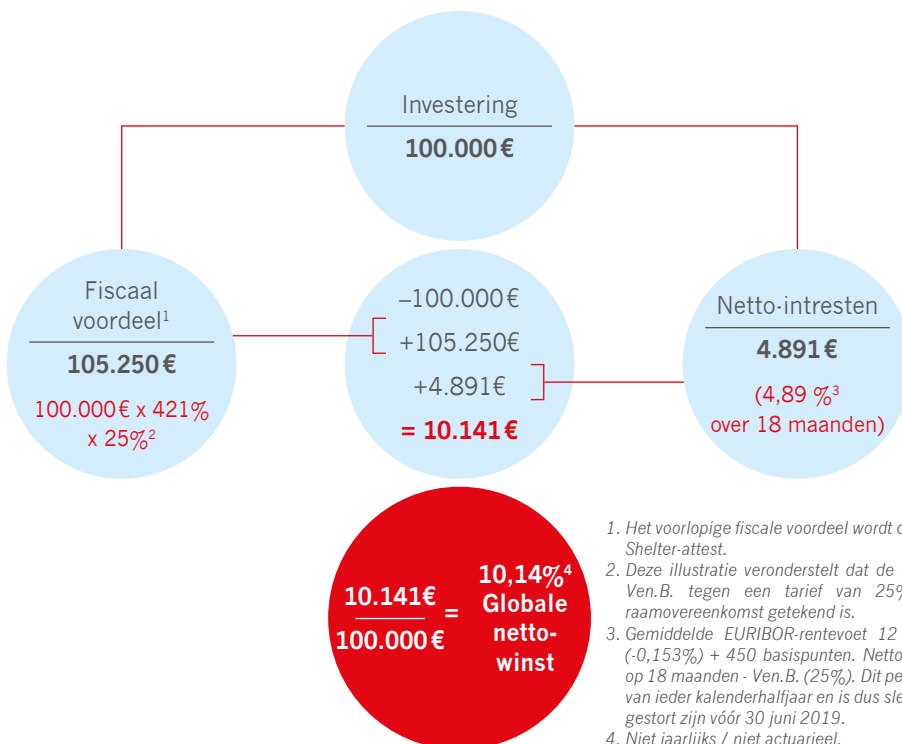 Investering
100.000 €
Fiscaal
voordeel¹
105.250 €
100.000 € x 421%
x 25%²
–100.000 €
+105.250€
+4.891€
= 10.141 €
Netto-intresten
4.891 €
(4,89 %³
over 18 maanden)
10.141€
100.000 €
=
10,14%⁴
Globale
netto-
winst
1. Het voorlopige fiscale voordeel wordt
Shelter-attest.
2. Deze illustratie veronderstelt dat de
Ven.B. tegen een tarief van 25%
raamovereenkomst getekend is.
3. Gemiddelde EURIBOR-rentevoet 12
(-0,153%) + 450 basispunten. Netto
op 18 maanden - Ven.B. (25%). Dit
van ieder kalenderhalfjaar en is dus
gestort zijn vóór 30 juni 2019.
4. Niet jaarlijks / niet actuarieel.